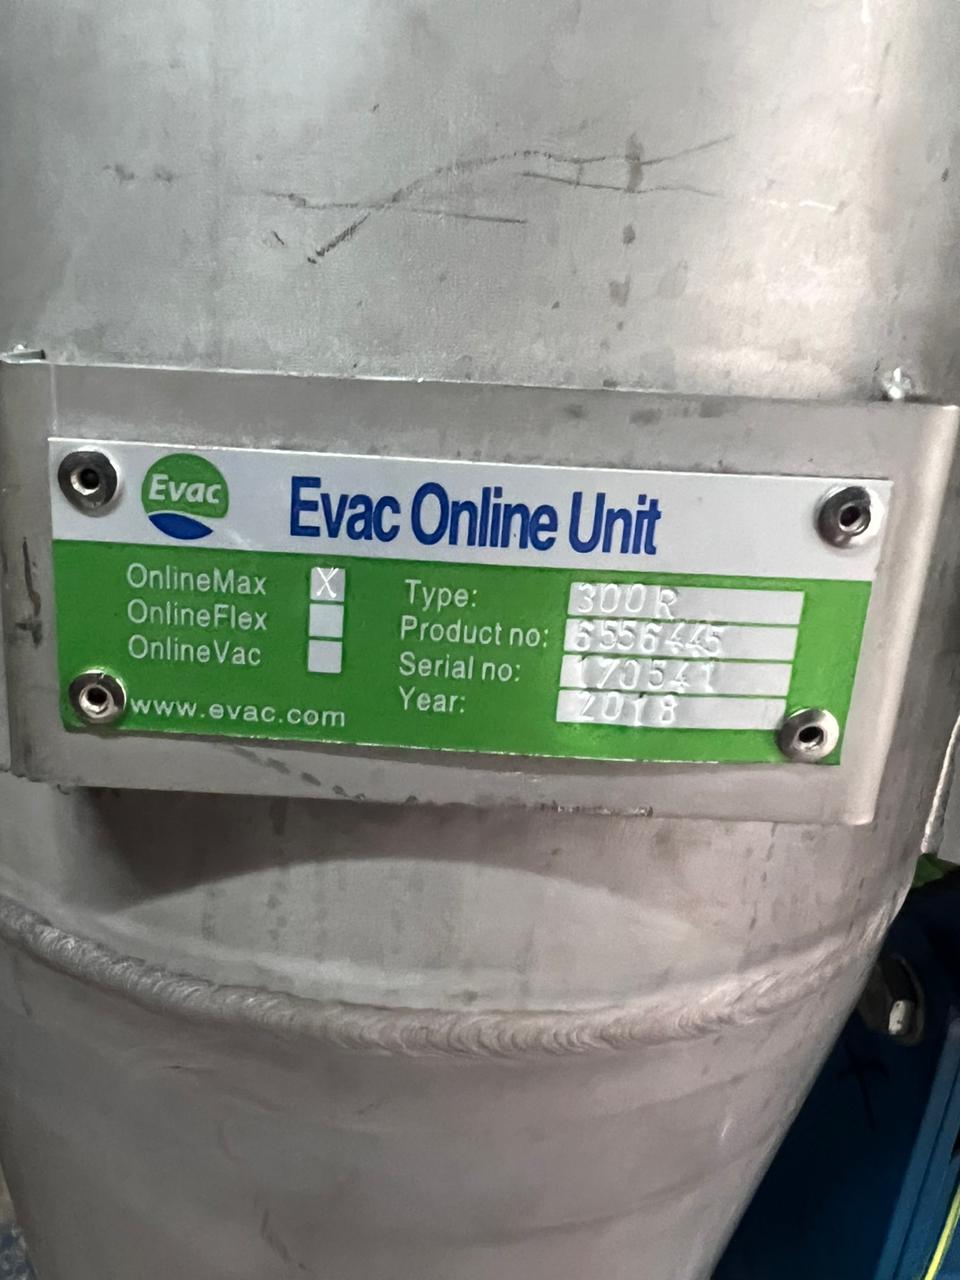 Evac
Evac Online Unit
OnlineMax X
OnlineFlex
OnlineVac
www.evac.com
Type: 300R
Product no: 6556445
Serial no: 170541
Year: 2018